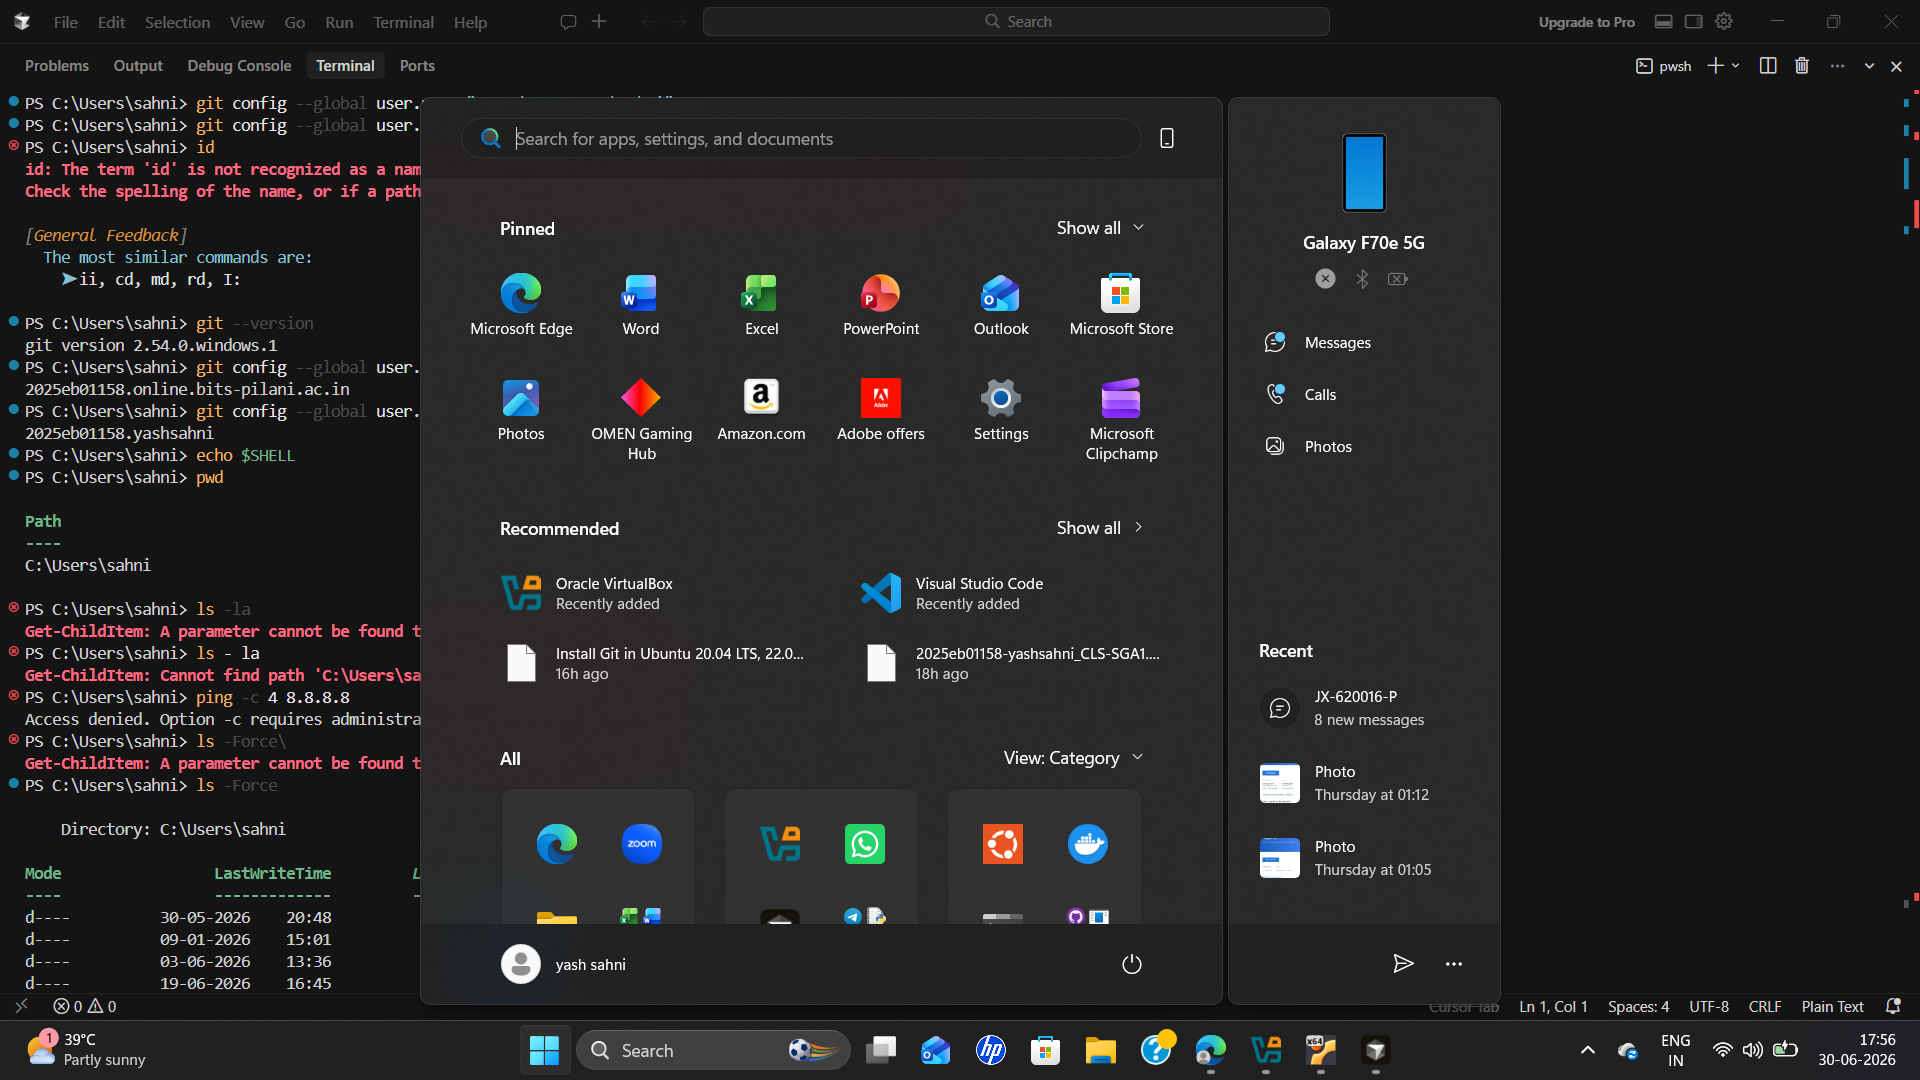 File Edit Selection View Go Run Terminal Help
Search
Upgrade to Pro
Problems Output Debug Console Terminal Ports
pwsh
PS C:\Users\sahni> git config --global user.
PS C:\Users\sahni> git config --global user.
PS C:\Users\sahni> id
id: The term 'id' is not recognized as a nam
Check the spelling of the name, or if a path
[General Feedback]
The most similar commands are:
➤ii, cd, md, rd, I:
PS C:\Users\sahni> git --version
git version 2.54.0.windows.1
PS C:\Users\sahni> git config --global user.
2025eb01158.online.bits-pilani.ac.in
PS C:\Users\sahni> git config --global user.
2025eb01158.yashsahni
PS C:\Users\sahni> echo $SHELL
PS C:\Users\sahni> pwd
Path
----
C:\Users\sahni
PS C:\Users\sahni> ls -la
Get-ChildItem: A parameter cannot be found t
PS C:\Users\sahni> ls - la
Get-ChildItem: Cannot find path 'C:\Users\sa
PS C:\Users\sahni> ping -c 4 8.8.8.8
Access denied. Option -c requires administra
PS C:\Users\sahni> ls -Force\
Get-ChildItem: A parameter cannot be found t
PS C:\Users\sahni> ls -Force
Directory: C:\Users\sahni
Mode LastWriteTime L
---- ------------- -
d---- 30-05-2026 20:48
d---- 09-01-2026 15:01
d---- 03-06-2026 13:36
d---- 19-06-2026 16:45
Search for apps, settings, and documents
Pinned
Show all
Microsoft Edge
Word
Excel
PowerPoint
Outlook
Microsoft Store
Photos
OMEN Gaming
Hub
Amazon.com
Adobe offers
Settings
Microsoft
Clipchamp
Recommended
Show all
Oracle VirtualBox
Recently added
Visual Studio Code
Recently added
Install Git in Ubuntu 20.04 LTS, 22.0...
16h ago
2025eb01158-yashsahni_CLS-SGA1....
18h ago
All
View: Category
zoom
yash sahni
Galaxy F70e 5G
Messages
Calls
Photos
Recent
JX-620016-P
8 new messages
Photo
Thursday at 01:12
Photo
Thursday at 01:05
0 0
Cursor Tab
Ln 1, Col 1
Spaces: 4
UTF-8
CRLF
Plain Text
1
39°C
Partly sunny
Search
hp
x64
ENG
IN
17:56
30-06-2026